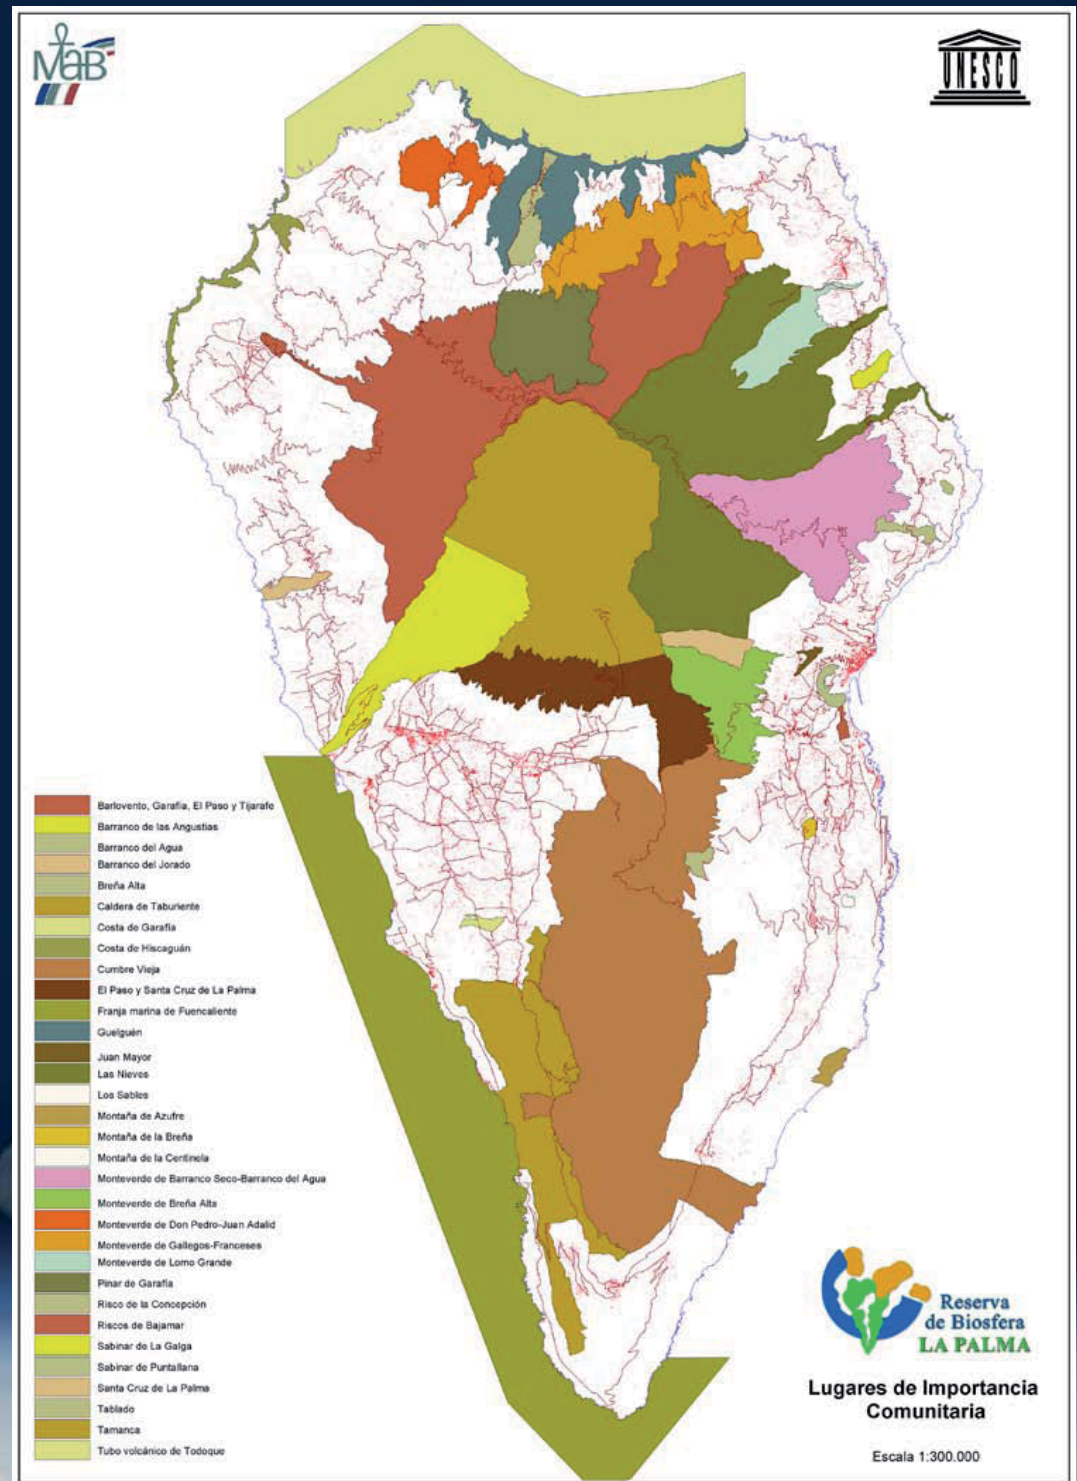 MaB
UNESCO
Barlovento, Garafía, El Paso y Tijarafe
Barranco de las Angustias
Barranco del Agua
Barranco del Jorado
Breña Alta
Caldera de Taburiente
Costa de Garafía
Costa de Hiscaguán
Cumbre Vieja
El Paso y Santa Cruz de La Palma
Franja marina de Fuencaliente
Guelguén
Juan Mayor
Las Nieves
Los Sables
Montaña de Azufre
Montaña de la Breña
Montaña de la Centinela
Monteverde de Barranco Seco-Barranco del Agua
Monteverde de Breña Alta
Monteverde de Don Pedro-Juan Adalid
Monteverde de Gallegos-Franceses
Monteverde de Lomo Grande
Pinar de Garafía
Risco de la Concepción
Riscos de Bajamar
Sabinar de La Galga
Sabinar de Puntallana
Santa Cruz de La Palma
Tablado
Tamanca
Tubo volcánico de Todoque
Reserva
de Biosfera
LA PALMA
Lugares de Importancia
Comunitaria
Escala 1:300.000